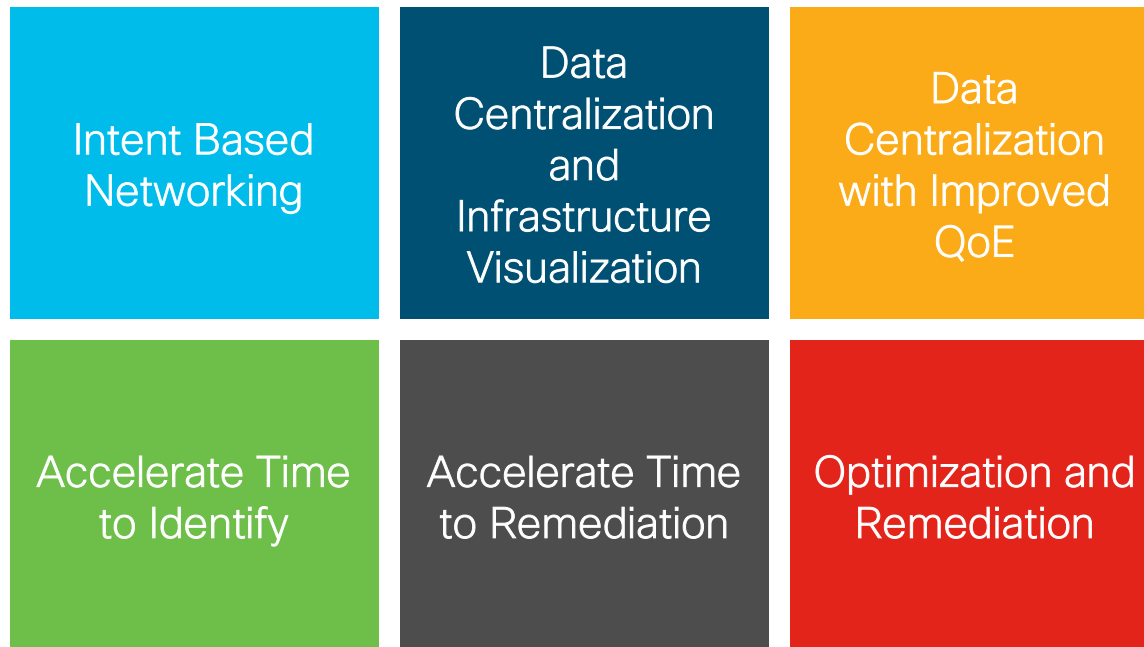 Intent Based
Networking
Data
Centralization
and
Infrastructure
Visualization
Data
Centralization
with Improved
QoE
Accelerate Time
to Identify
Accelerate Time
to Remediation
Optimization and
Remediation